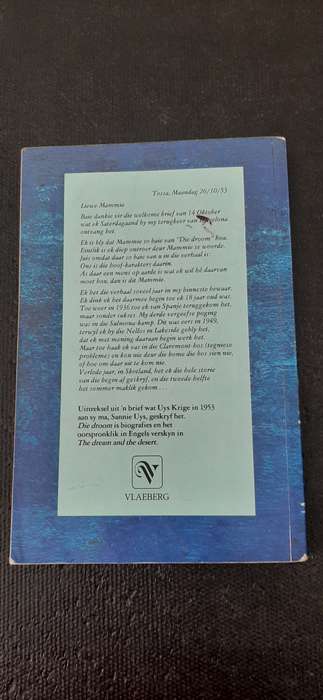 Tossa, Maandag 26/10/53
Liewe Mammie
Baie dankie vir die welkome brief van 14 Oktober
wat ek Saterdagaand by my terugkeer van
ontvang het.
Ek is bly dat Mammie so baie van "Die droom" hou.
Eintlik is ek diep ontroer deur Mammie se woorde.
Juis omdat daar so baie van u in die verhaal is.
Ons is die hoof-karakters daarin.
As daar een mens op aarde is wat ek wil hê daarvan
moet hou, dan is dit Mammie.
Ek het die verhaal soveel jaar in my binneste bewaar.
Ek dink ek het daarmee begin toe ek 18 jaar oud was.
Toe weer in 1936 toe ek van Spanje teruggekom het,
maar sonder sukses. My derde vergeefse poging
was in die Sulmona-kamp. Dit was eers in 1949,
terwyl ek by die Nellos in Lakeside gebly het,
dat ek met mening daaraan begin werk het.
Maar toe haak ek vas in die Claremont-bos (tegniese
probleme) en kon nie deur die bome die bos sien nie,
of hoe om daar uit te kom nie.
Verlede jaar, in Skotland, het ek die hele storie
van die begin af geskryf, en die tweede helfte
het sommer maklik gekom.
Uittreksel uit 'n brief wat Uys Krige in 1953
aan sy ma, Sannie Uys, geskryf het.
Die droom is biografies en het
oorspronklik in Engels verskyn in
The dream and the desert.
VLAEBERG